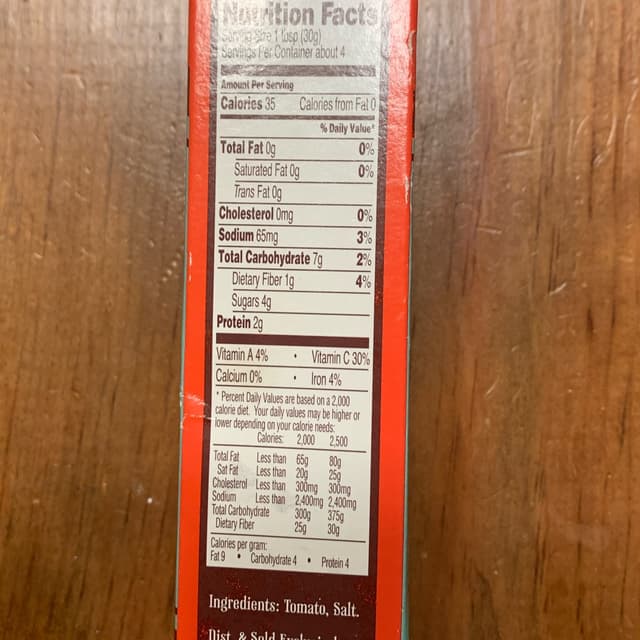 Nutrition Facts
Serving Size 1 tbsp (30g)
Servings Per Container about 4
Amount Per Serving
Calories 35 Calories from Fat 0
% Daily Value*
Total Fat 0g 0%
Saturated Fat 0g 0%
Trans Fat 0g
Cholesterol 0mg 0%
Sodium 65mg 3%
Total Carbohydrate 7g 2%
Dietary Fiber 1g 4%
Sugars 4g
Protein 2g
Vitamin A 4% • Vitamin C 30%
Calcium 0% • Iron 4%
* Percent Daily Values are based on a 2,000
calorie diet. Your daily values may be higher or
lower depending on your calorie needs:
Calories: 2,000 2,500
Total Fat Less than 65g 80g
Sat Fat Less than 20g 25g
Cholesterol Less than 300mg 300mg
Sodium Less than 2,400mg 2,400mg
Total Carbohydrate 300g 375g
Dietary Fiber 25g 30g
Calories per gram:
Fat 9 • Carbohydrate 4 • Protein 4
Ingredients: Tomato, Salt.
Dist. & Sold